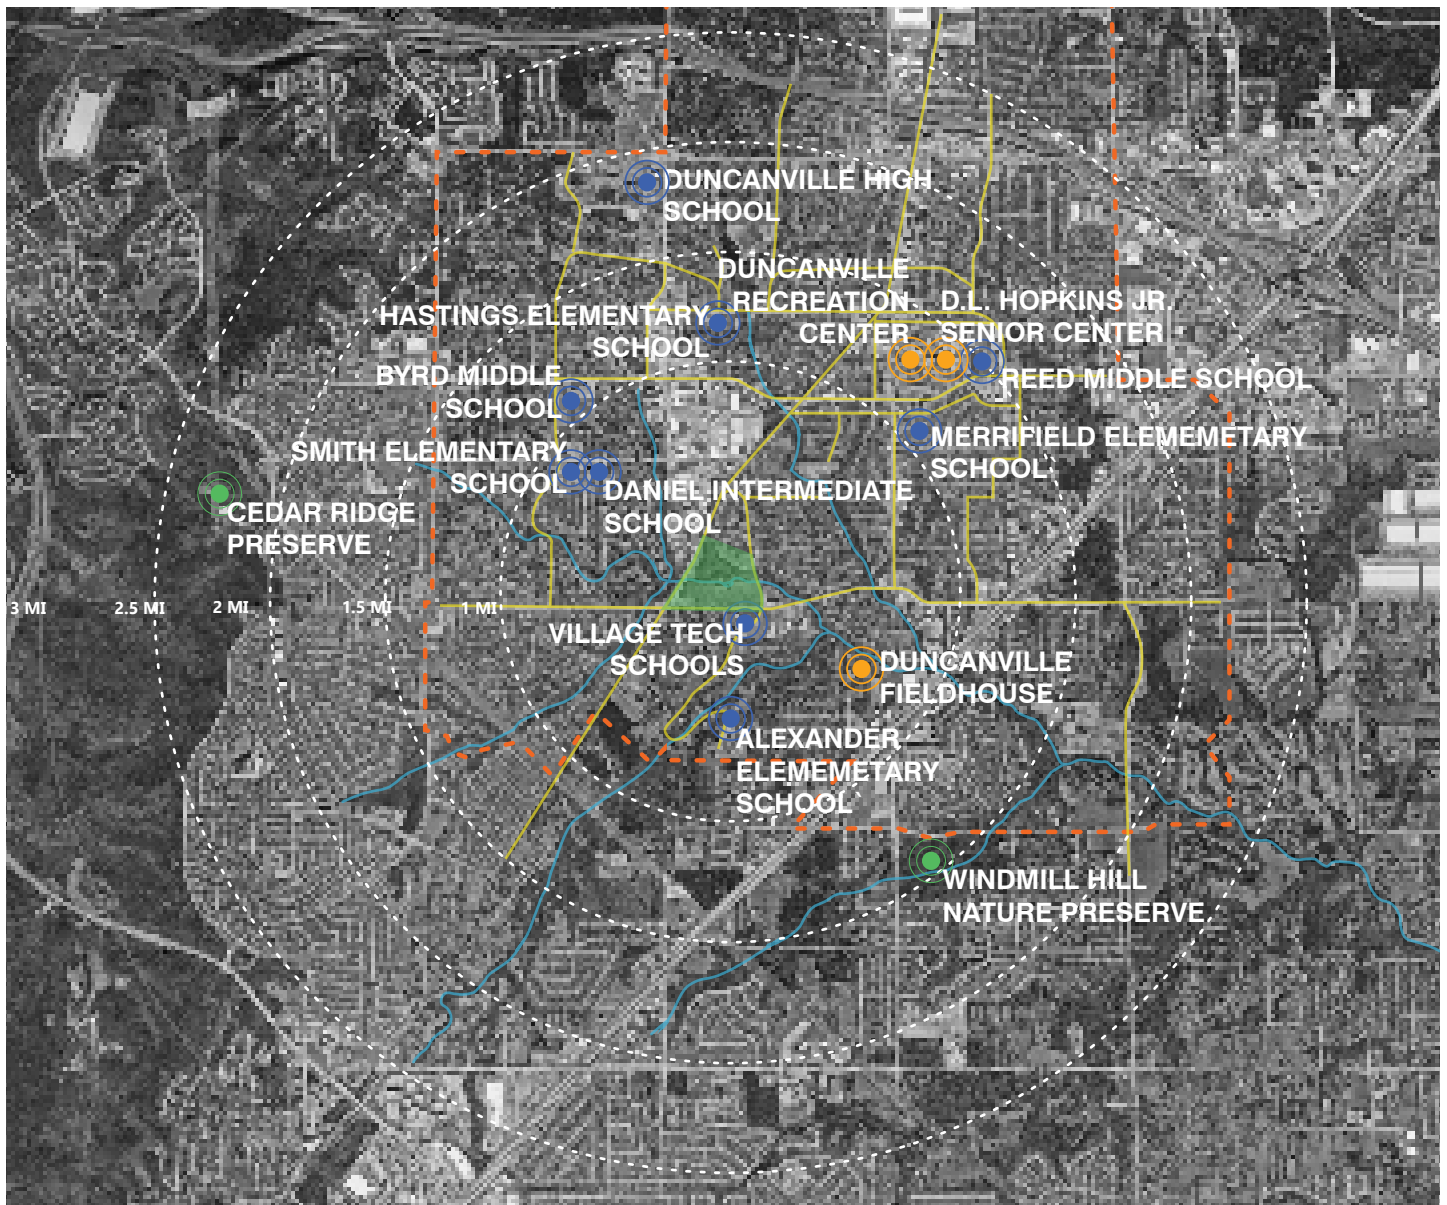 DUNCANVILLE HIGH
SCHOOL
DUNCANVILLE
RECREATION
CENTER
D.L. HOPKINS JR.
SENIOR CENTER
HASTINGS ELEMENTARY
SCHOOL
REED MIDDLE SCHOOL
BYRD MIDDLE
SCHOOL
MERRIFIELD ELEMEMETARY
SCHOOL
SMITH ELEMENTARY
SCHOOL
DANIEL INTERMEDIATE
SCHOOL
CEDAR RIDGE
PRESERVE
3 MI
2.5 MI
2 MI
1.5 MI
1 MI
VILLAGE TECH
SCHOOLS
DUNCANVILLE
FIELDHOUSE
ALEXANDER
ELEMEMETARY
SCHOOL
WINDMILL HILL
NATURE PRESERVE